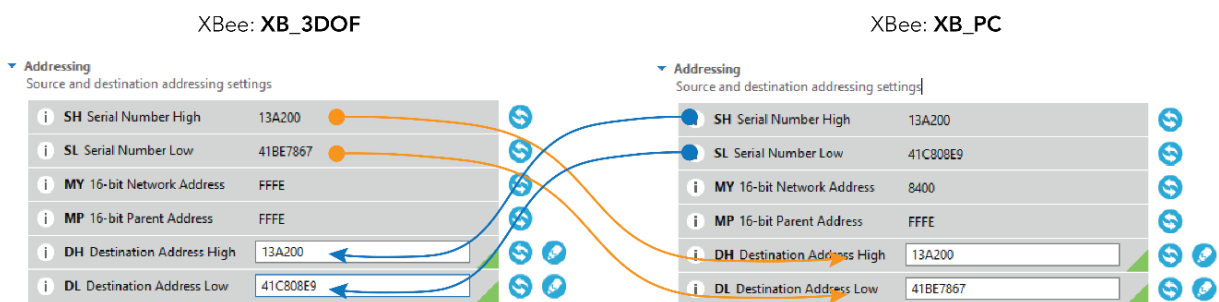 XBee: XB_3DOF
Addressing
Source and destination addressing settings
i SH Serial Number High 13A200
i SL Serial Number Low 41BE7867
i MY 16-bit Network Address FFFE
i MP 16-bit Parent Address FFFE
i DH Destination Address High 13A200
i DL Destination Address Low 41C808E9
XBee: XB_PC
Addressing
Source and destination addressing settings
SH Serial Number High 13A200
SL Serial Number Low 41C808E9
i MY 16-bit Network Address 8400
i MP 16-bit Parent Address FFFE
i DH Destination Address High 13A200
i DL Destination Address Low 41BE7867